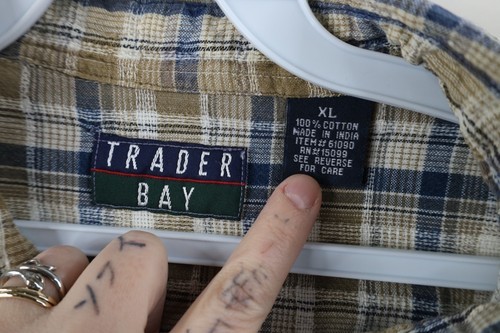 TRADER
BAY
XL
100% COTTON
MADE IN INDIA
ITEM# 61090
RN# 15099
SEE REVERSE
FOR CARE